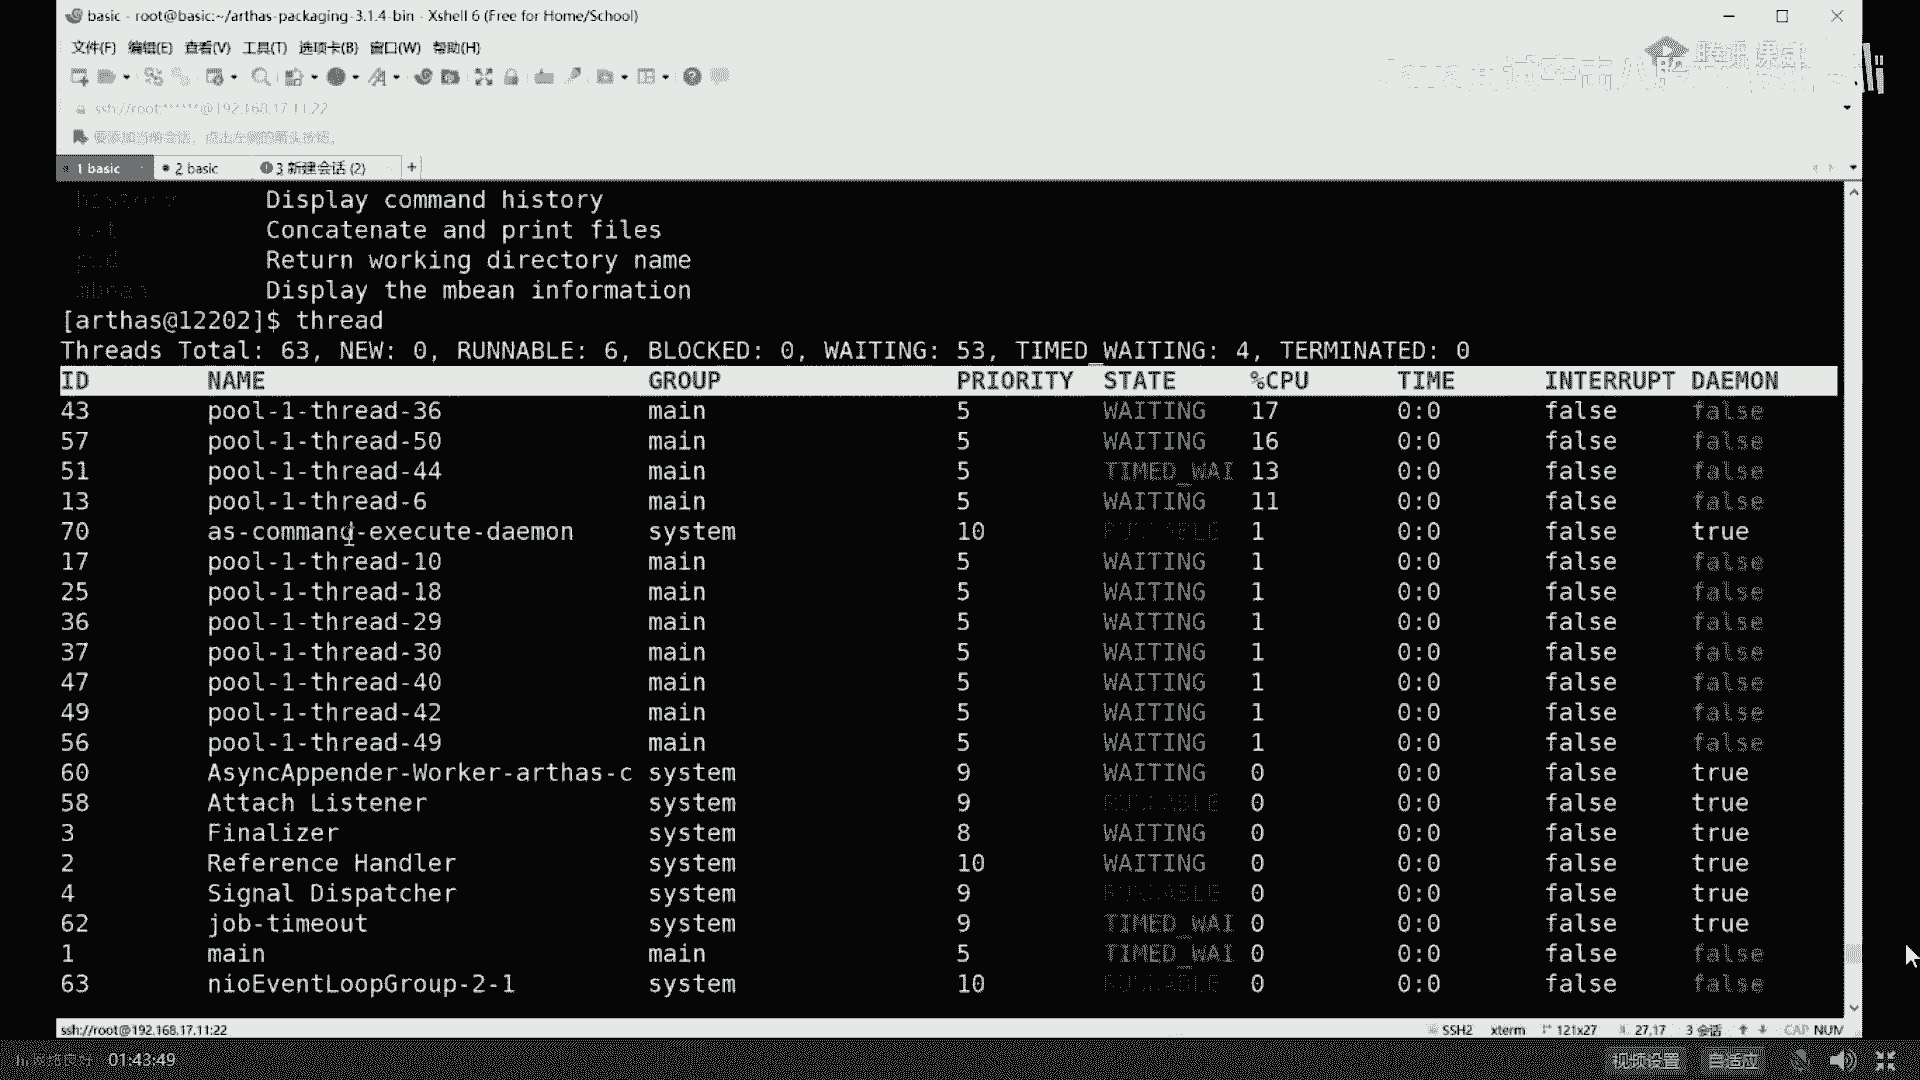 basic - root@basic:~/arthas-packaging-3.1.4-bin - Xshell 6 (Free for Home/School)
文件(F) 编辑(E) 查看(V) 工具(T) 选项卡(B) 窗口(W) 帮助(H)
ssh://root:******@192.168.17.11:22
要添加当前会话，点击左侧的箭头按钮。
1 basic 2 basic 3 新建会话 (2) +
history Display command history
cat Concatenate and print files
pwd Return working directory name
mbean Display the mbean information
[arthas@12202]$ thread
Threads Total: 63, NEW: 0, RUNNABLE: 6, BLOCKED: 0, WAITING: 53, TIMED_WAITING: 4, TERMINATED: 0
ID NAME GROUP PRIORITY STATE %CPU TIME INTERRUPT DAEMON
43 pool-1-thread-36 main 5 WAITING 17 0:0 false false
57 pool-1-thread-50 main 5 WAITING 16 0:0 false false
51 pool-1-thread-44 main 5 TIMED_WAI 13 0:0 false false
13 pool-1-thread-6 main 5 WAITING 11 0:0 false false
70 as-command-execute-daemon system 10 RUNNABLE 1 0:0 false true
17 pool-1-thread-10 main 5 WAITING 1 0:0 false false
25 pool-1-thread-18 main 5 WAITING 1 0:0 false false
36 pool-1-thread-29 main 5 WAITING 1 0:0 false false
37 pool-1-thread-30 main 5 WAITING 1 0:0 false false
47 pool-1-thread-40 main 5 WAITING 1 0:0 false false
49 pool-1-thread-42 main 5 WAITING 1 0:0 false false
56 pool-1-thread-49 main 5 WAITING 1 0:0 false false
60 AsyncAppender-Worker-arthas-c system 9 WAITING 0 0:0 false true
58 Attach Listener system 9 RUNNABLE 0 0:0 false true
3 Finalizer system 8 WAITING 0 0:0 false true
2 Reference Handler system 10 WAITING 0 0:0 false true
4 Signal Dispatcher system 9 RUNNABLE 0 0:0 false true
62 job-timeout system 9 TIMED_WAI 0 0:0 false true
1 main main 5 TIMED_WAI 0 0:0 false false
63 nioEventLoopGroup-2-1 system 10 RUNNABLE 0 0:0 false false
ssh://root@192.168.17.11:22 SSH2 xterm 121x27 27,17 3 会话 CAP NUM
01:43:49 视频设置 自适应